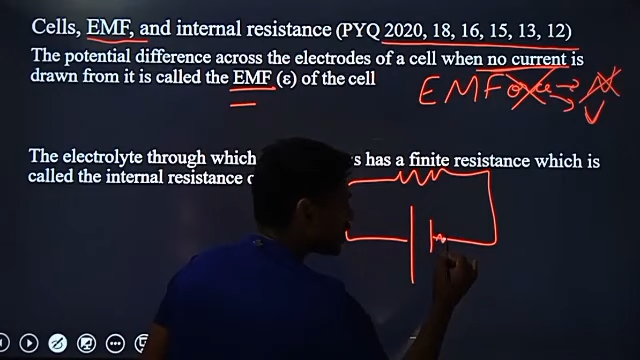 Cells, EMF, and internal resistance (PYQ 2020, 18, 16, 15, 13, 12)
The potential difference across the electrodes of a cell when no current is
drawn from it is called the EMF (ε) of the cell
EMF
N
V
The electrolyte through which has a finite resistance which is
called the internal resistance